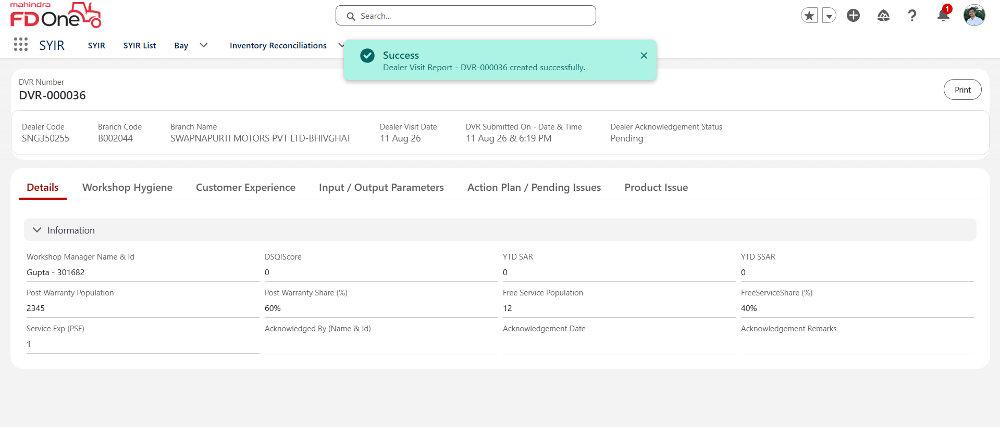 mahindra
FD One
Search...
1
SYIR
SYIR
SYIR List
Bay
Inventory Reconciliations
Success
Dealer Visit Report - DVR-000036 created successfully.
DVR Number
DVR-000036
Print
Dealer Code
SNG350255
Branch Code
B002044
Branch Name
SWAPNAPURTI MOTORS PVT LTD-BHIVGHAT
Dealer Visit Date
11 Aug 26
DVR Submitted On - Date & Time
11 Aug 26 & 6:19 PM
Dealer Acknowledgement Status
Pending
Details
Workshop Hygiene
Customer Experience
Input / Output Parameters
Action Plan / Pending Issues
Product Issue
Information
Workshop Manager Name & Id
Gupta - 301682
DSQIScore
0
YTD SAR
0
YTD SSAR
0
Post Warranty Population
2345
Post Warranty Share (%)
60%
Free Service Population
12
FreeServiceShare (%)
40%
Service Exp (PSF)
1
Acknowledged By (Name & Id)
Acknowledgement Date
Acknowledgement Remarks